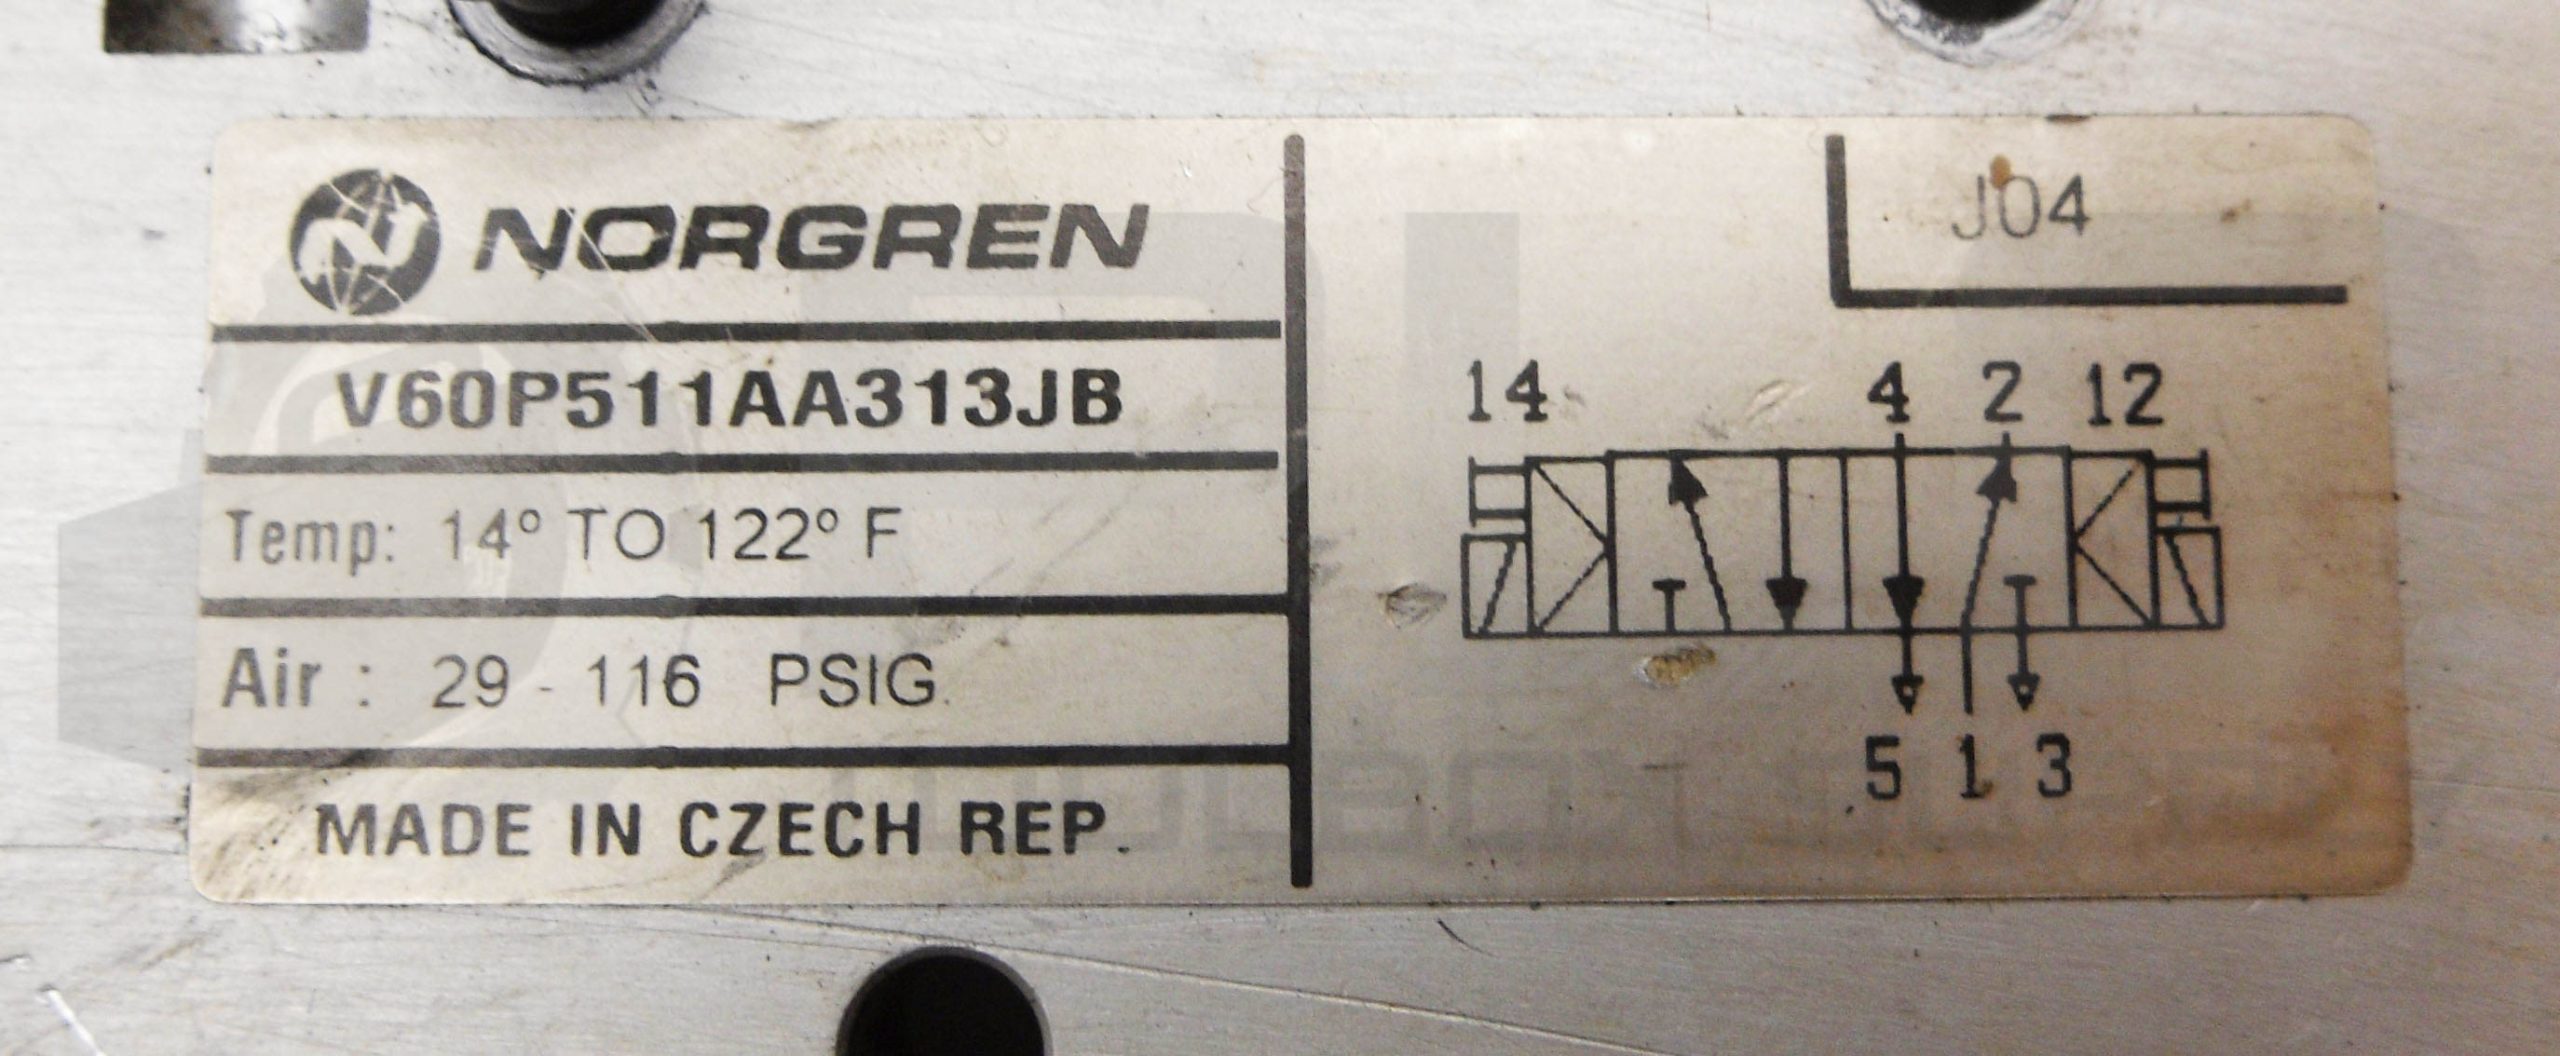 NORGREN
V60P511AA313JB
Temp: 14° TO 122° F
Air : 29 - 116 PSIG.
MADE IN CZECH REP.
J04
14 4 2 12
5 1 3